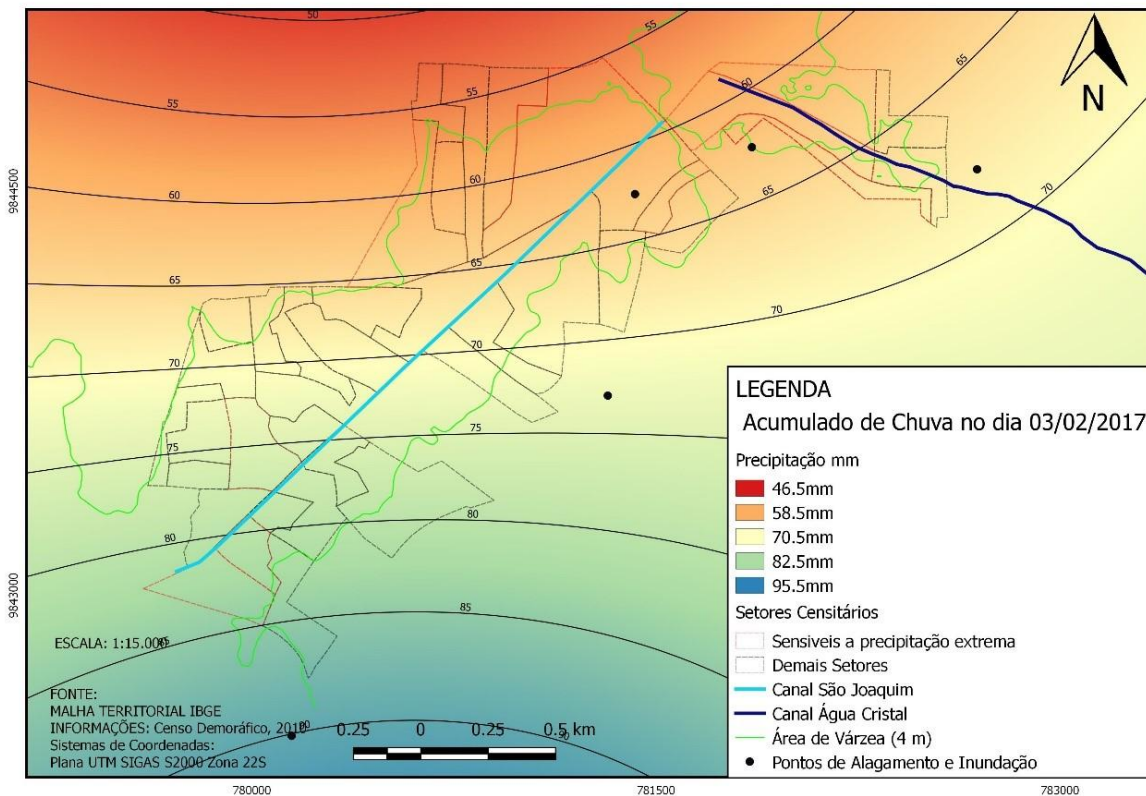 50
55
55
55
60
60
60
65
65
65
65
70
70
70
75
75
80
80
85
85
90
90
N
9844500
9843000
780000
781500
783000
ESCALA: 1:15.000
FONTE:
MALHA TERRITORIAL IBGE
INFORMAÇÕES: Censo Demoráfico, 2010
Sistemas de Coordenadas:
Plana UTM SIGAS S2000 Zona 22S
0.25 0 0.25 0.5 km
LEGENDA
Acumulado de Chuva no dia 03/02/2017
Precipitação mm
46.5mm
58.5mm
70.5mm
82.5mm
95.5mm
Setores Censitários
Sensiveis a precipitação extrema
Demais Setores
Canal São Joaquim
Canal Água Cristal
Área de Várzea (4 m)
Pontos de Alagamento e Inundação